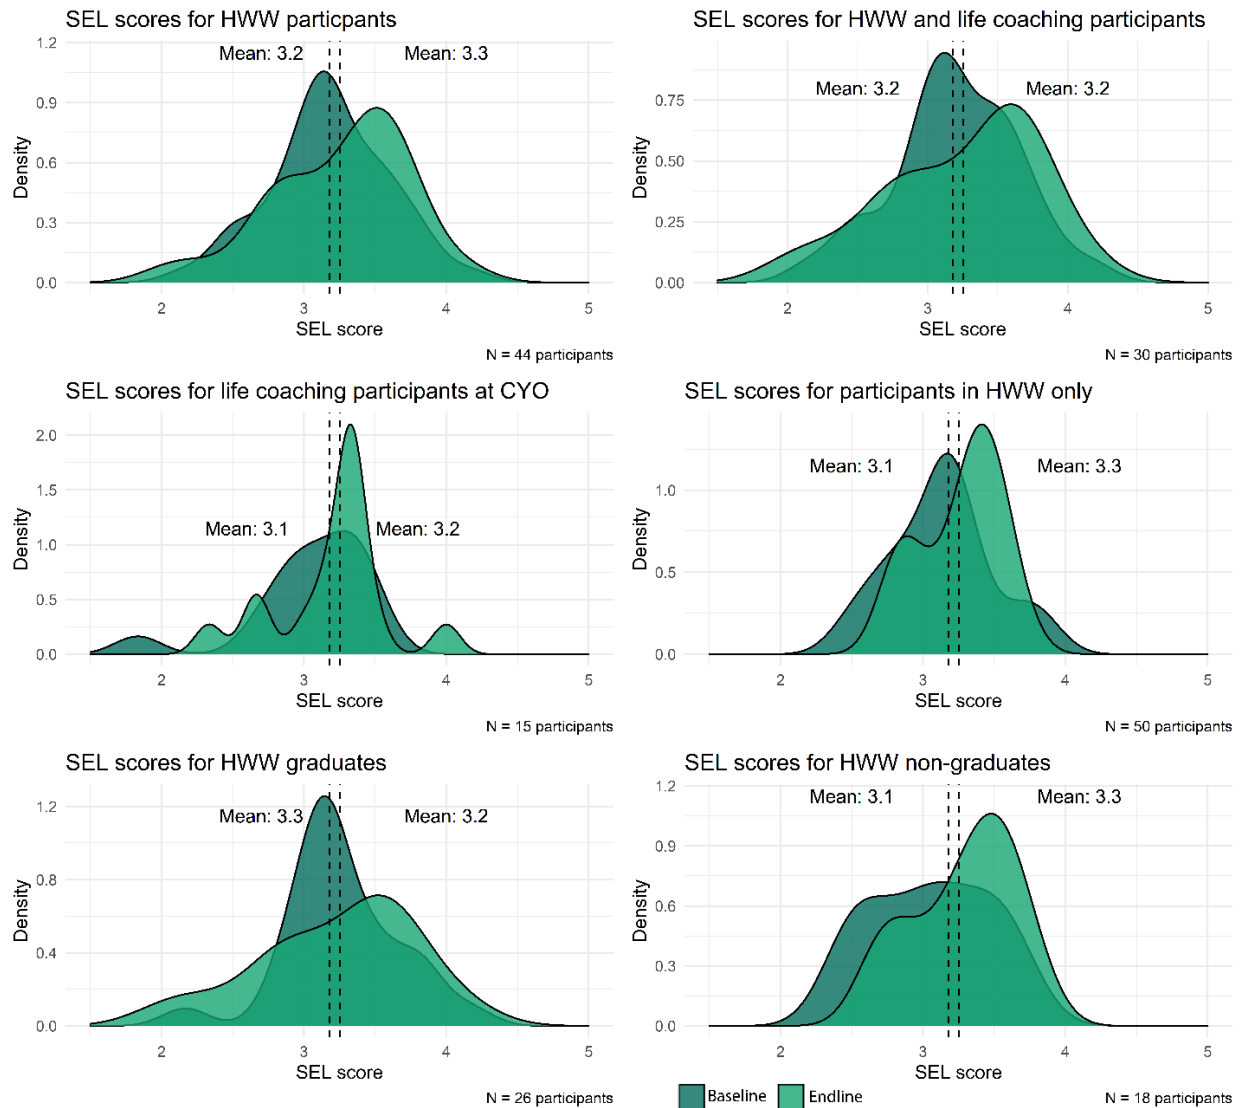 SEL scores for HWW partcipants
Mean: 3.2
Mean: 3.3
1.2
0.9
0.6
0.3
0.0
Density
2
3
4
5
SEL score
N = 44 participants
SEL scores for HWW and life coaching participants
Mean: 3.2
Mean: 3.2
0.75
0.50
0.25
0.00
Density
2
3
4
5
SEL score
N = 30 participants
SEL scores for life coaching participants at CYO
Mean: 3.1
Mean: 3.2
2.0
1.5
1.0
0.5
0.0
Density
2
3
4
5
SEL score
N = 15 participants
SEL scores for participants in HWW only
Mean: 3.1
Mean: 3.3
1.0
0.5
0.0
Density
2
3
4
5
SEL score
N = 50 participants
SEL scores for HWW graduates
Mean: 3.3
Mean: 3.2
1.2
0.8
0.4
0.0
Density
2
3
4
5
SEL score
N = 26 participants
SEL scores for HWW non-graduates
Mean: 3.1
Mean: 3.3
1.2
0.9
0.6
0.3
0.0
Density
2
3
4
5
SEL score
Baseline
Endline
N = 18 participants